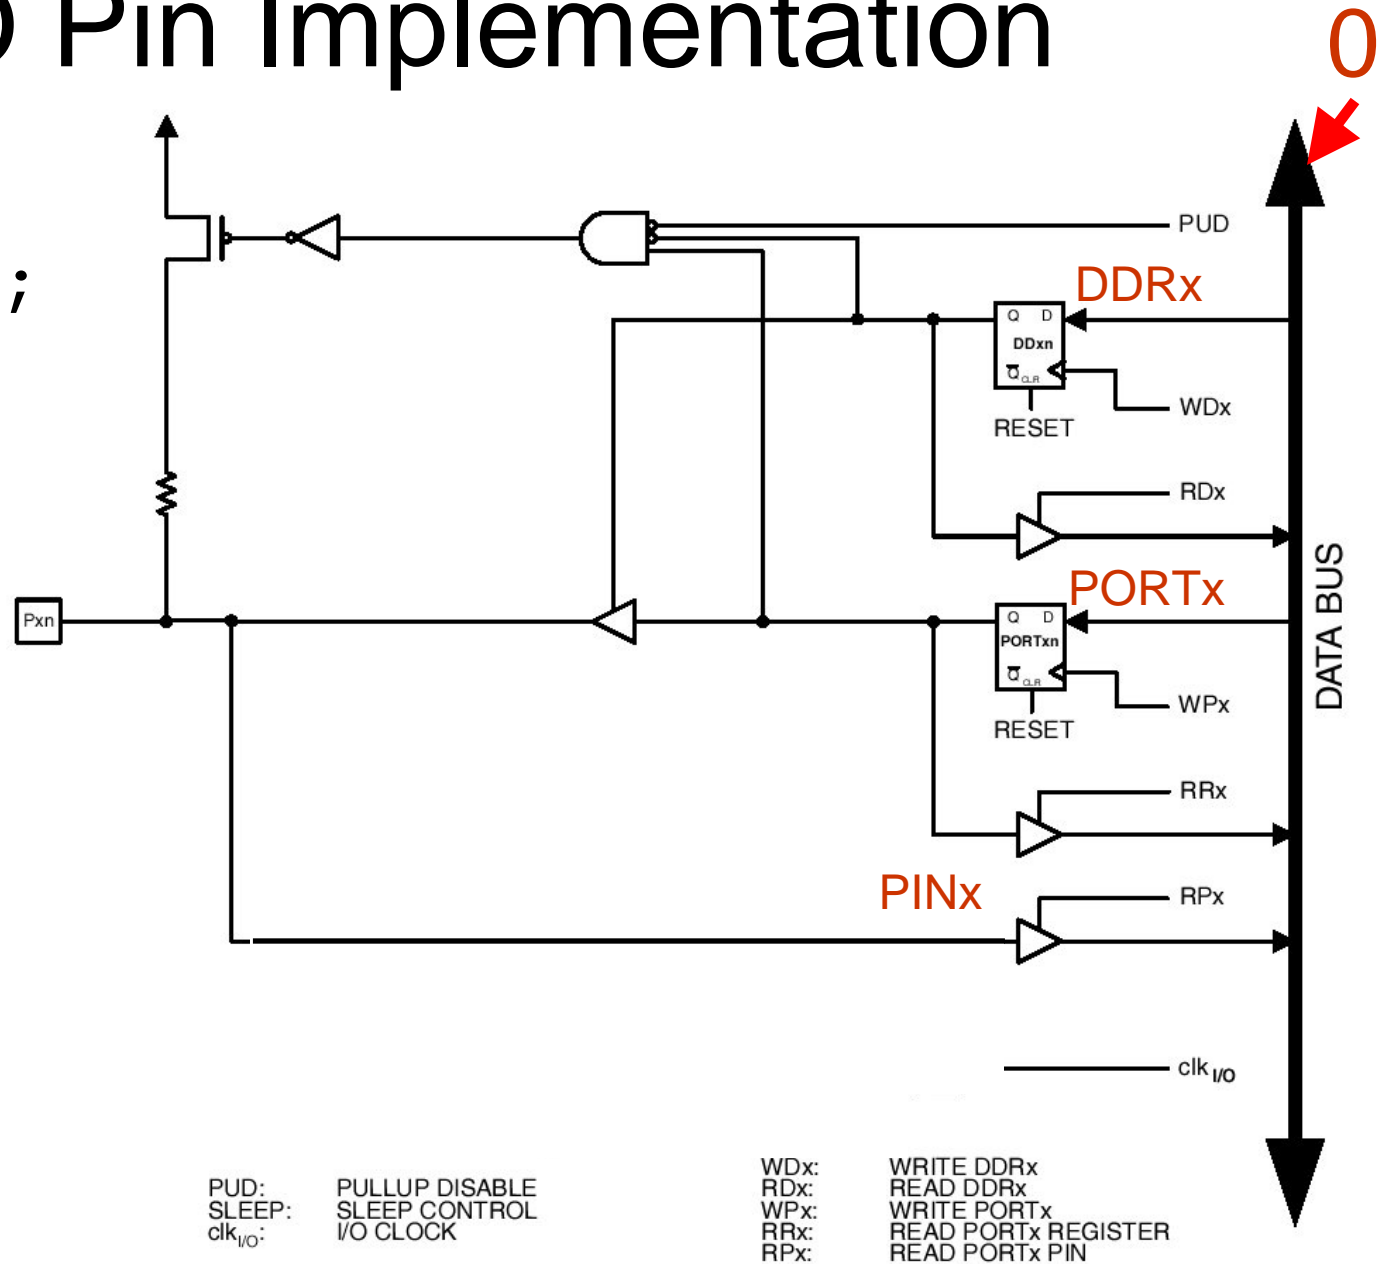 Pin Implementation
0
;
PUD
DDRx
Q D
DDxn
Q CLR
WDx
RESET
RDx
PORTx
Pxn
Q D
PORTxn
Q CLR
WPx
RESET
DATA BUS
RRx
PINx
RPx
clk I/O
PUD: PULLUP DISABLE
SLEEP: SLEEP CONTROL
clk I/O: I/O CLOCK
WDx: WRITE DDRx
RDx: READ DDRx
WPx: WRITE PORTx
RRx: READ PORTx REGISTER
RPx: READ PORTx PIN